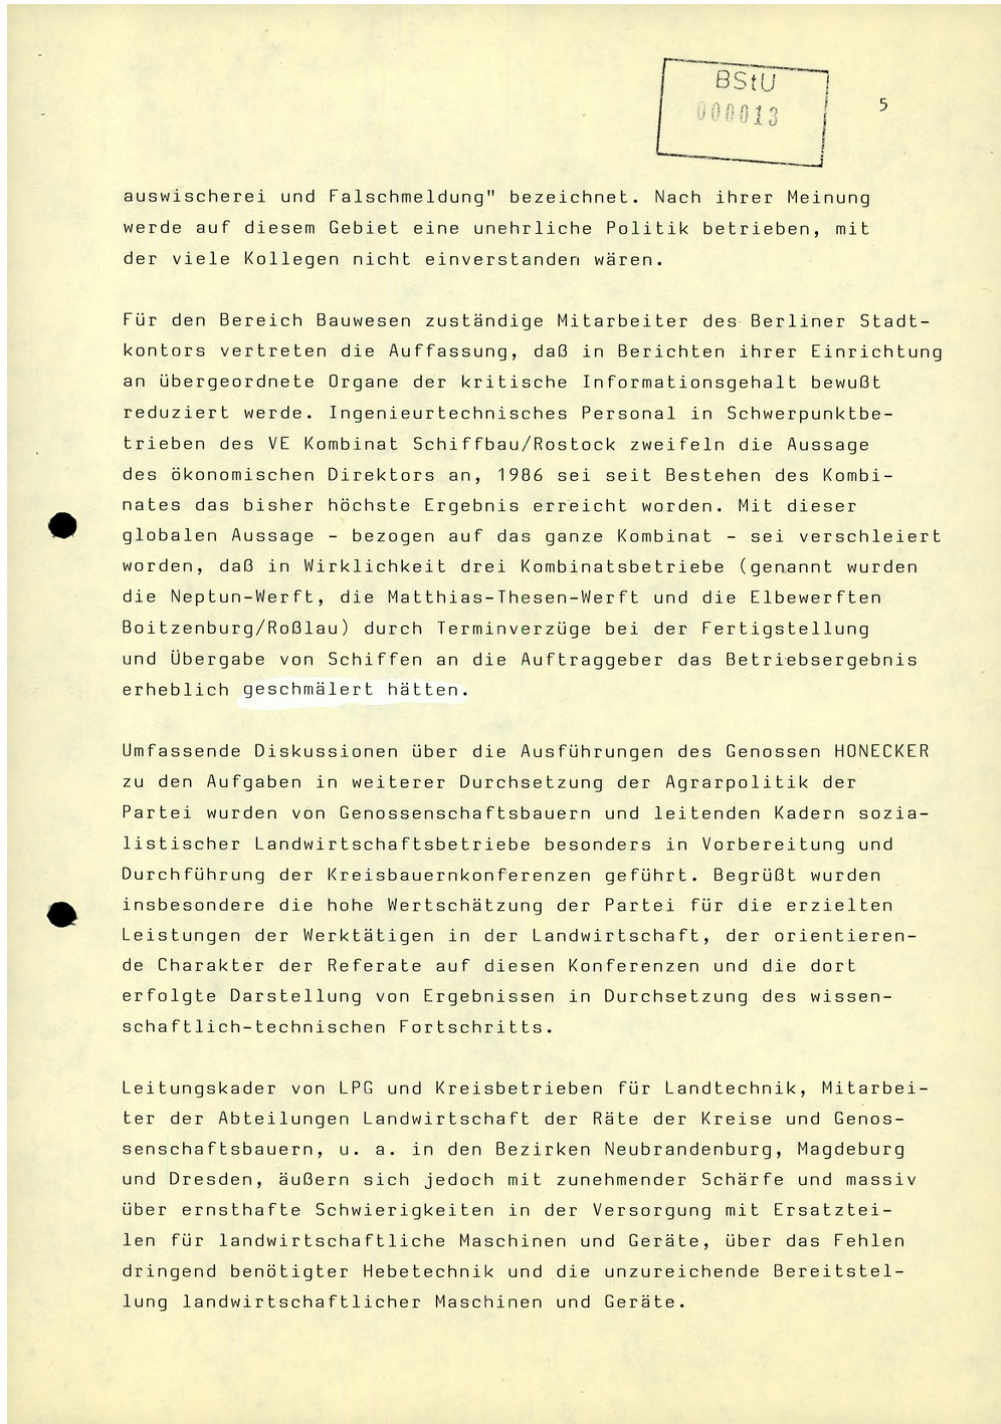 BStU
000013
5
auswischerei und Falschmeldung" bezeichnet. Nach ihrer Meinung
werde auf diesem Gebiet eine unehrliche Politik betrieben, mit
der viele Kollegen nicht einverstanden wären.
Für den Bereich Bauwesen zuständige Mitarbeiter des Berliner Stadt-
kontors vertreten die Auffassung, daß in Berichten ihrer Einrichtung
an übergeordnete Organe der kritische Informationsgehalt bewußt
reduziert werde. Ingenieurtechnisches Personal in Schwerpunktbe-
trieben des VE Kombinat Schiffbau/Rostock zweifeln die Aussage
des ökonomischen Direktors an, 1986 sei seit Bestehen des Kombi-
nates das bisher höchste Ergebnis erreicht worden. Mit dieser
globalen Aussage - bezogen auf das ganze Kombinat - sei verschleiert
worden, daß in Wirklichkeit drei Kombinatsbetriebe (genannt wurden
die Neptun-Werft, die Matthias-Thesen-Werft und die Elbewerften
Boitzenburg/Roßlau) durch Terminverzüge bei der Fertigstellung
und Übergabe von Schiffen an die Auftraggeber das Betriebsergebnis
erheblich geschmälert hätten.
Umfassende Diskussionen über die Ausführungen des Genossen HONECKER
zu den Aufgaben in weiterer Durchsetzung der Agrarpolitik der
Partei wurden von Genossenschaftsbauern und leitenden Kadern sozia-
listischer Landwirtschaftsbetriebe besonders in Vorbereitung und
Durchführung der Kreisbauernkonferenzen geführt. Begrüßt wurden
insbesondere die hohe Wertschätzung der Partei für die erzielten
Leistungen der Werktätigen in der Landwirtschaft, der orientieren-
de Charakter der Referate auf diesen Konferenzen und die dort
erfolgte Darstellung von Ergebnissen in Durchsetzung des wissen-
schaftlich-technischen Fortschritts.
Leitungskader von LPG und Kreisbetrieben für Landtechnik, Mitarbei-
ter der Abteilungen Landwirtschaft der Räte der Kreise und Genos-
senschaftsbauern, u. a. in den Bezirken Neubrandenburg, Magdeburg
und Dresden, äußern sich jedoch mit zunehmender Schärfe und massiv
über ernsthafte Schwierigkeiten in der Versorgung mit Ersatztei-
len für landwirtschaftliche Maschinen und Geräte, über das Fehlen
dringend benötigter Hebetechnik und die unzureichende Bereitstel-
lung landwirtschaftlicher Maschinen und Geräte.